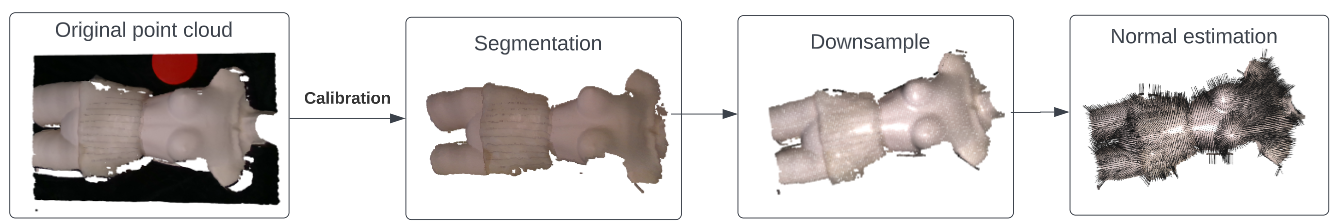 Original point cloud
Calibration
Segmentation
Downsample
Normal estimation